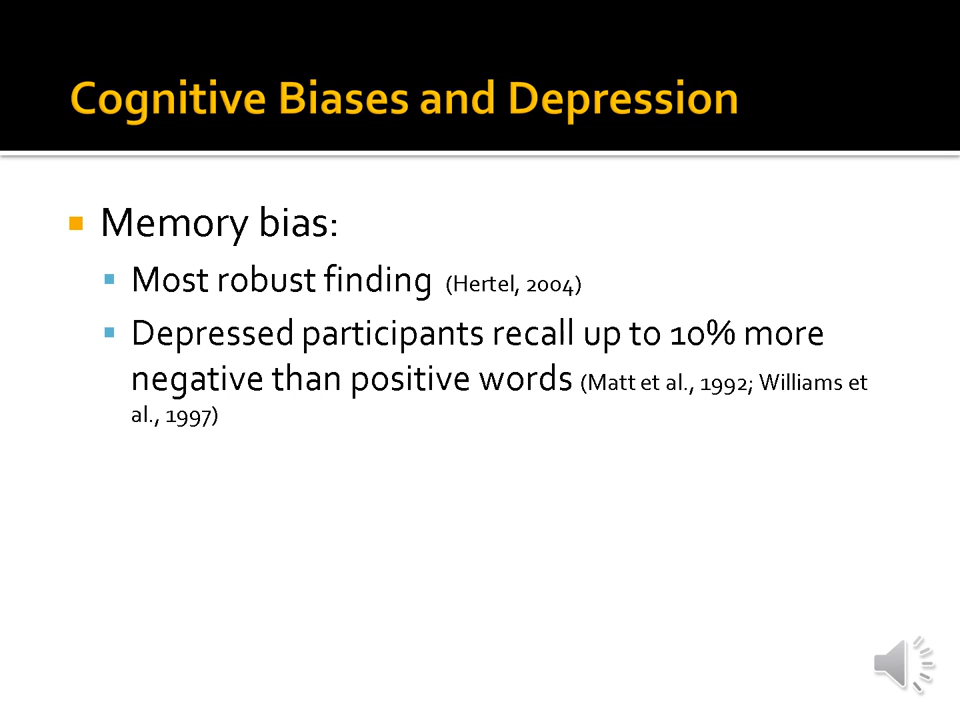 Cognitive Biases and Depression
Memory bias:
Most robust finding (Hertel, 2004)
Depressed participants recall up to 10% more
negative than positive words (Matt et al., 1992; Williams et
al., 1997)